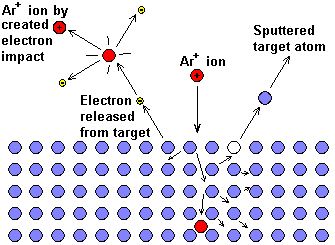 Ar+ ion by
created
electron
impact
Sputtered
target atom
Ar+ ion
Electron
released
from target